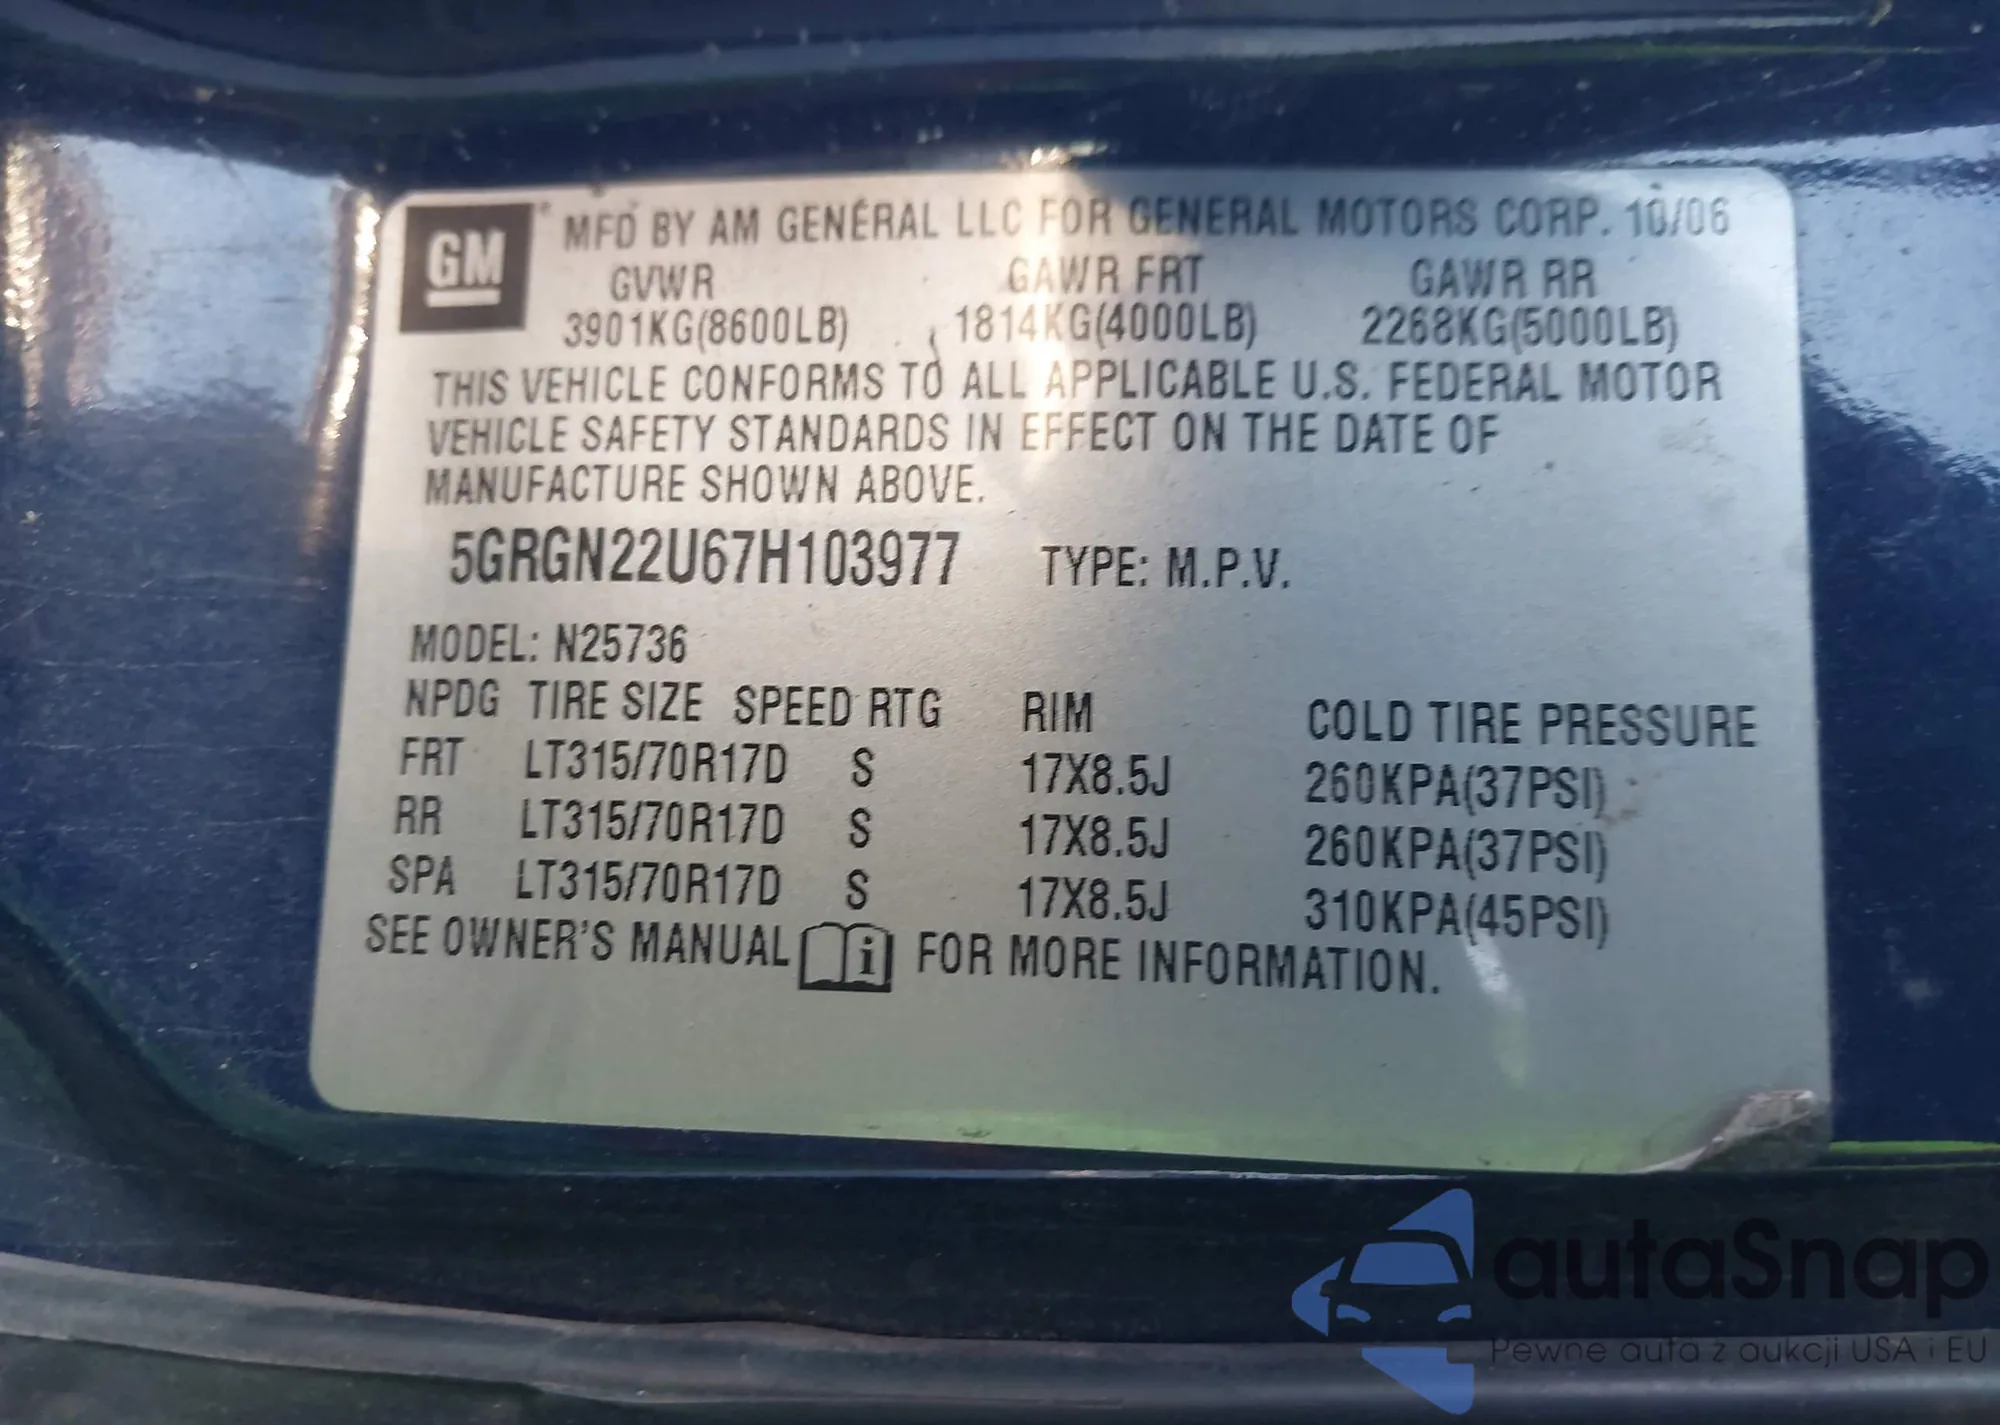 GM ® MFD BY AM GENERAL LLC FOR GENERAL MOTORS CORP. 10/06
GVWR GAWR FRT GAWR RR
3901KG(8600LB) 1814KG(4000LB) 2268KG(5000LB)
THIS VEHICLE CONFORMS TO ALL APPLICABLE U.S. FEDERAL MOTOR
VEHICLE SAFETY STANDARDS IN EFFECT ON THE DATE OF
MANUFACTURE SHOWN ABOVE.
5GRGN22U67H103977 TYPE: M.P.V.
MODEL: N25736
NPDG TIRE SIZE SPEED RTG RIM COLD TIRE PRESSURE
FRT LT315/70R17D S 17X8.5J 260KPA(37PSI)
RR LT315/70R17D S 17X8.5J 260KPA(37PSI)
SPA LT315/70R17D S 17X8.5J 310KPA(45PSI)
SEE OWNER'S MANUAL i FOR MORE INFORMATION.
autaSnap
Pewne auta z aukcji USA i EU